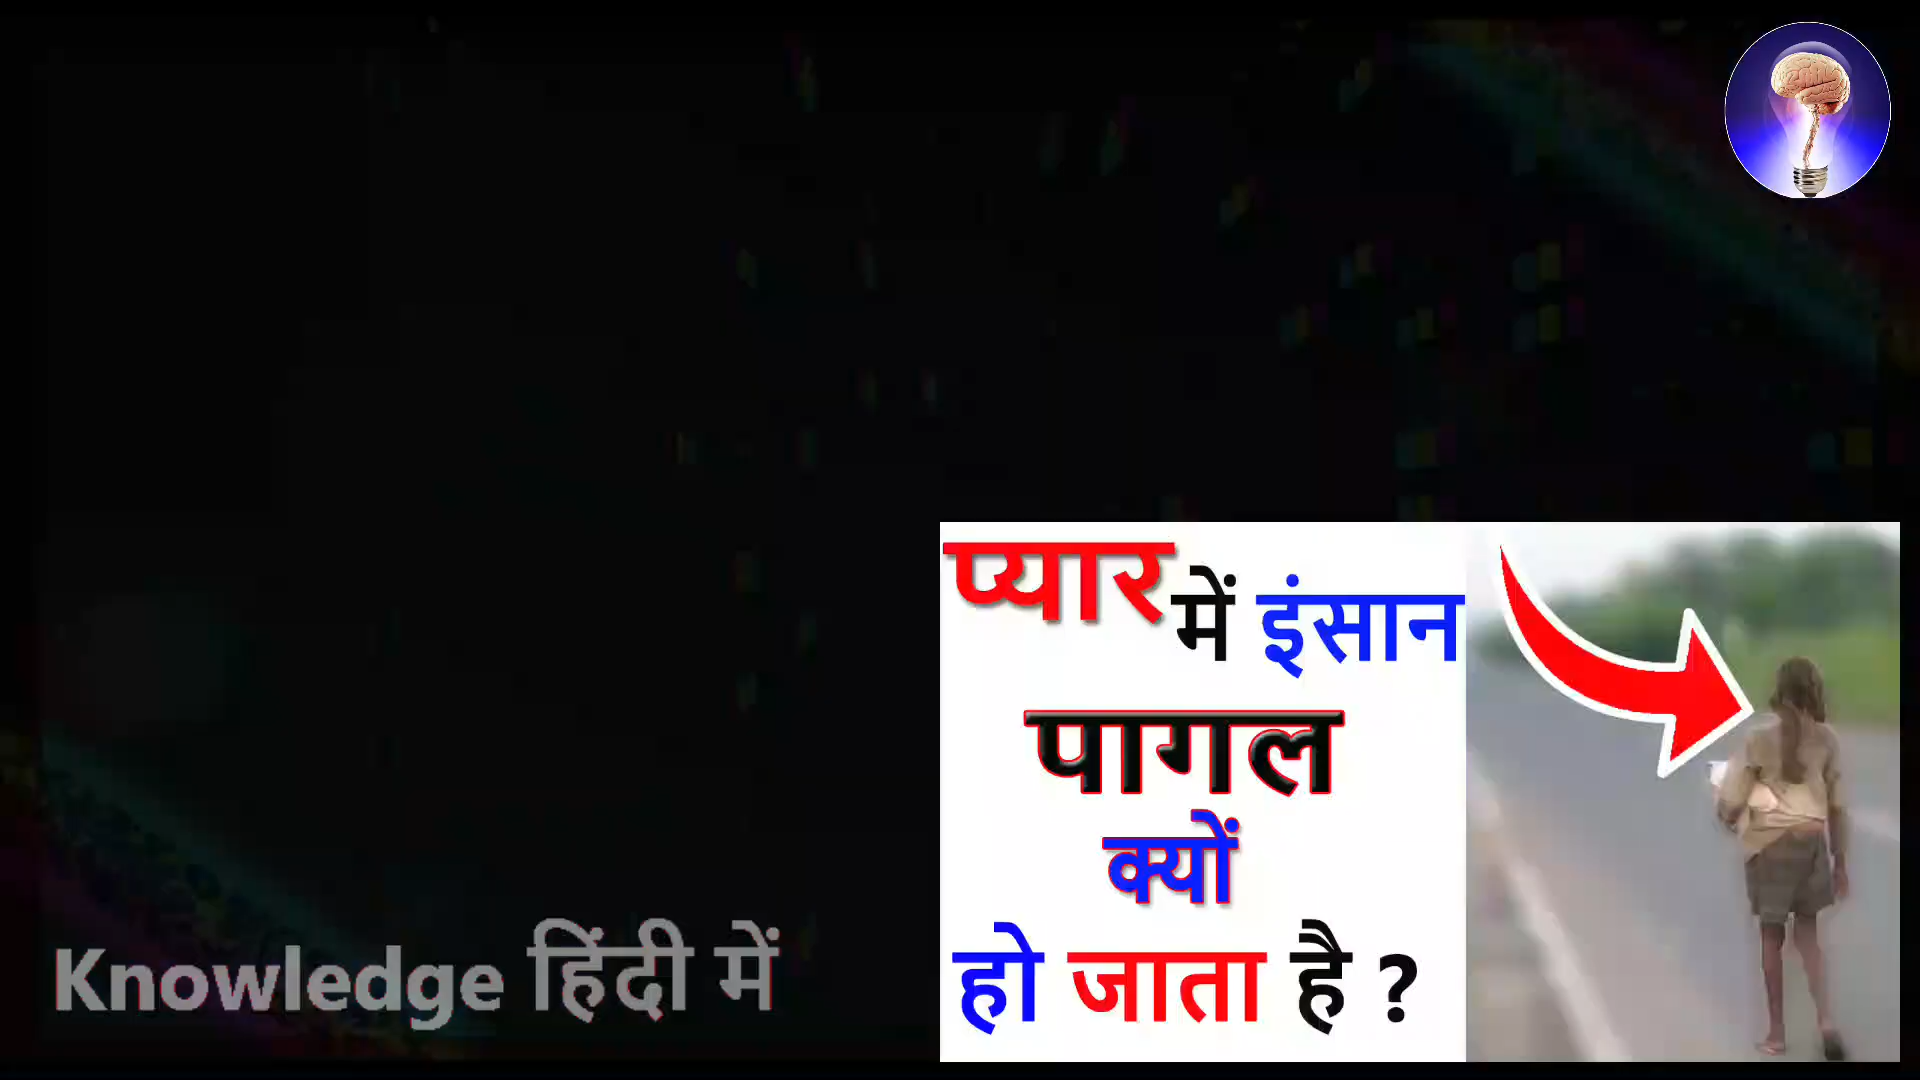 प्यार में इंसान
पागल
क्यों
हो जाता है ?
Knowledge हिंदी में